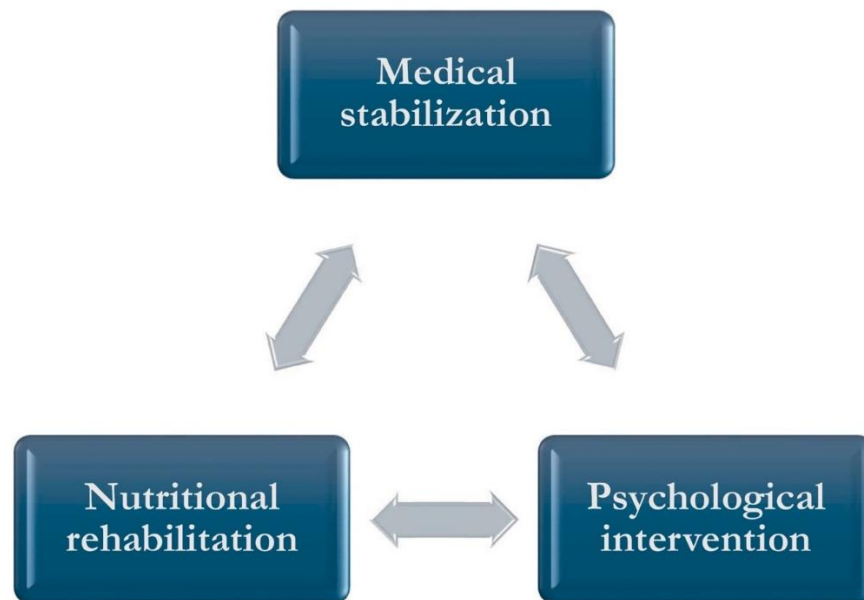 Medical
stabilization
Nutritional
rehabilitation
Psychological
intervention